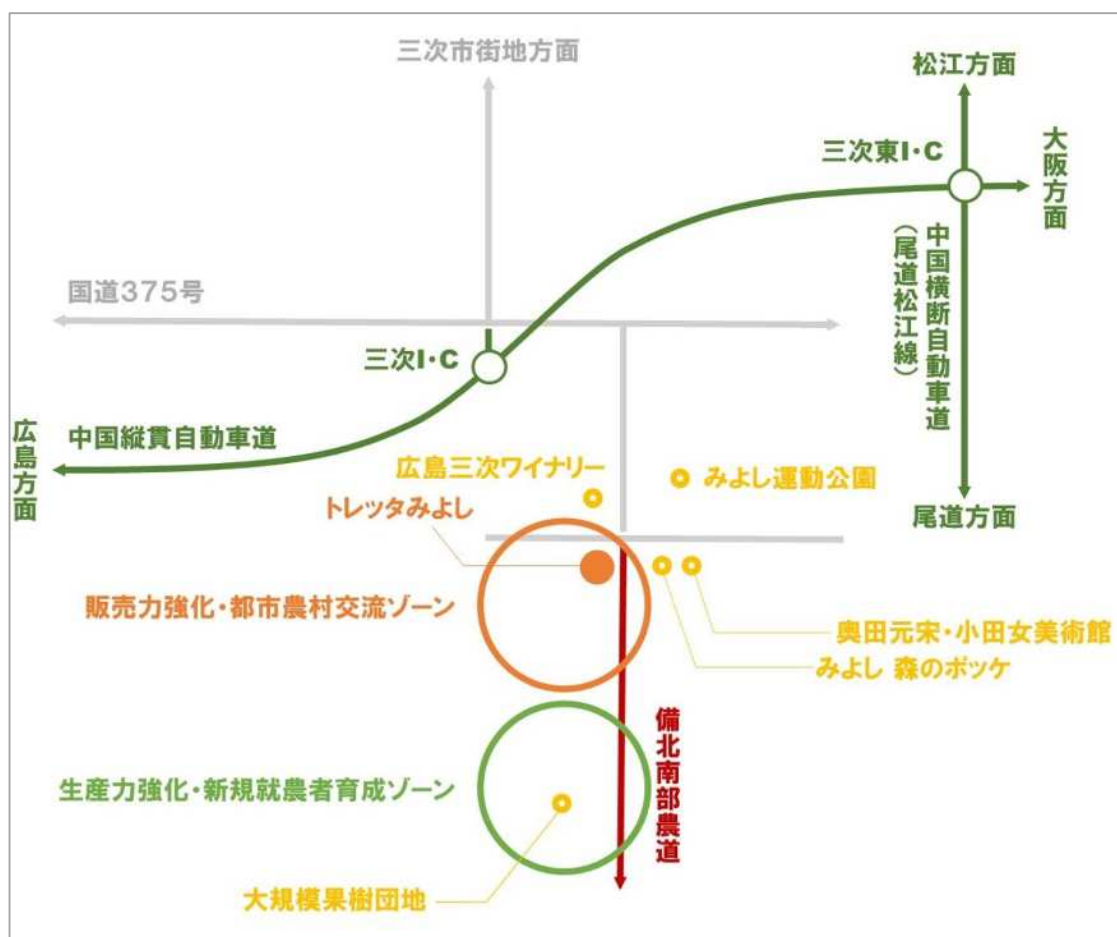 三次市街地方面
松江方面
三次東I・C
大阪方面
中国横断自動車道
（尾道松江線）
国道375号
三次I・C
広島方面
中国縦貫自動車道
広島三次ワイナリー
みよし運動公園
トレッタみよし
尾道方面
販売力強化・都市農村交流ゾーン
奥田元宋・小田女美術館
みよし 森のポッケ
備北南部農道
生産力強化・新規就農者育成ゾーン
大規模果樹団地